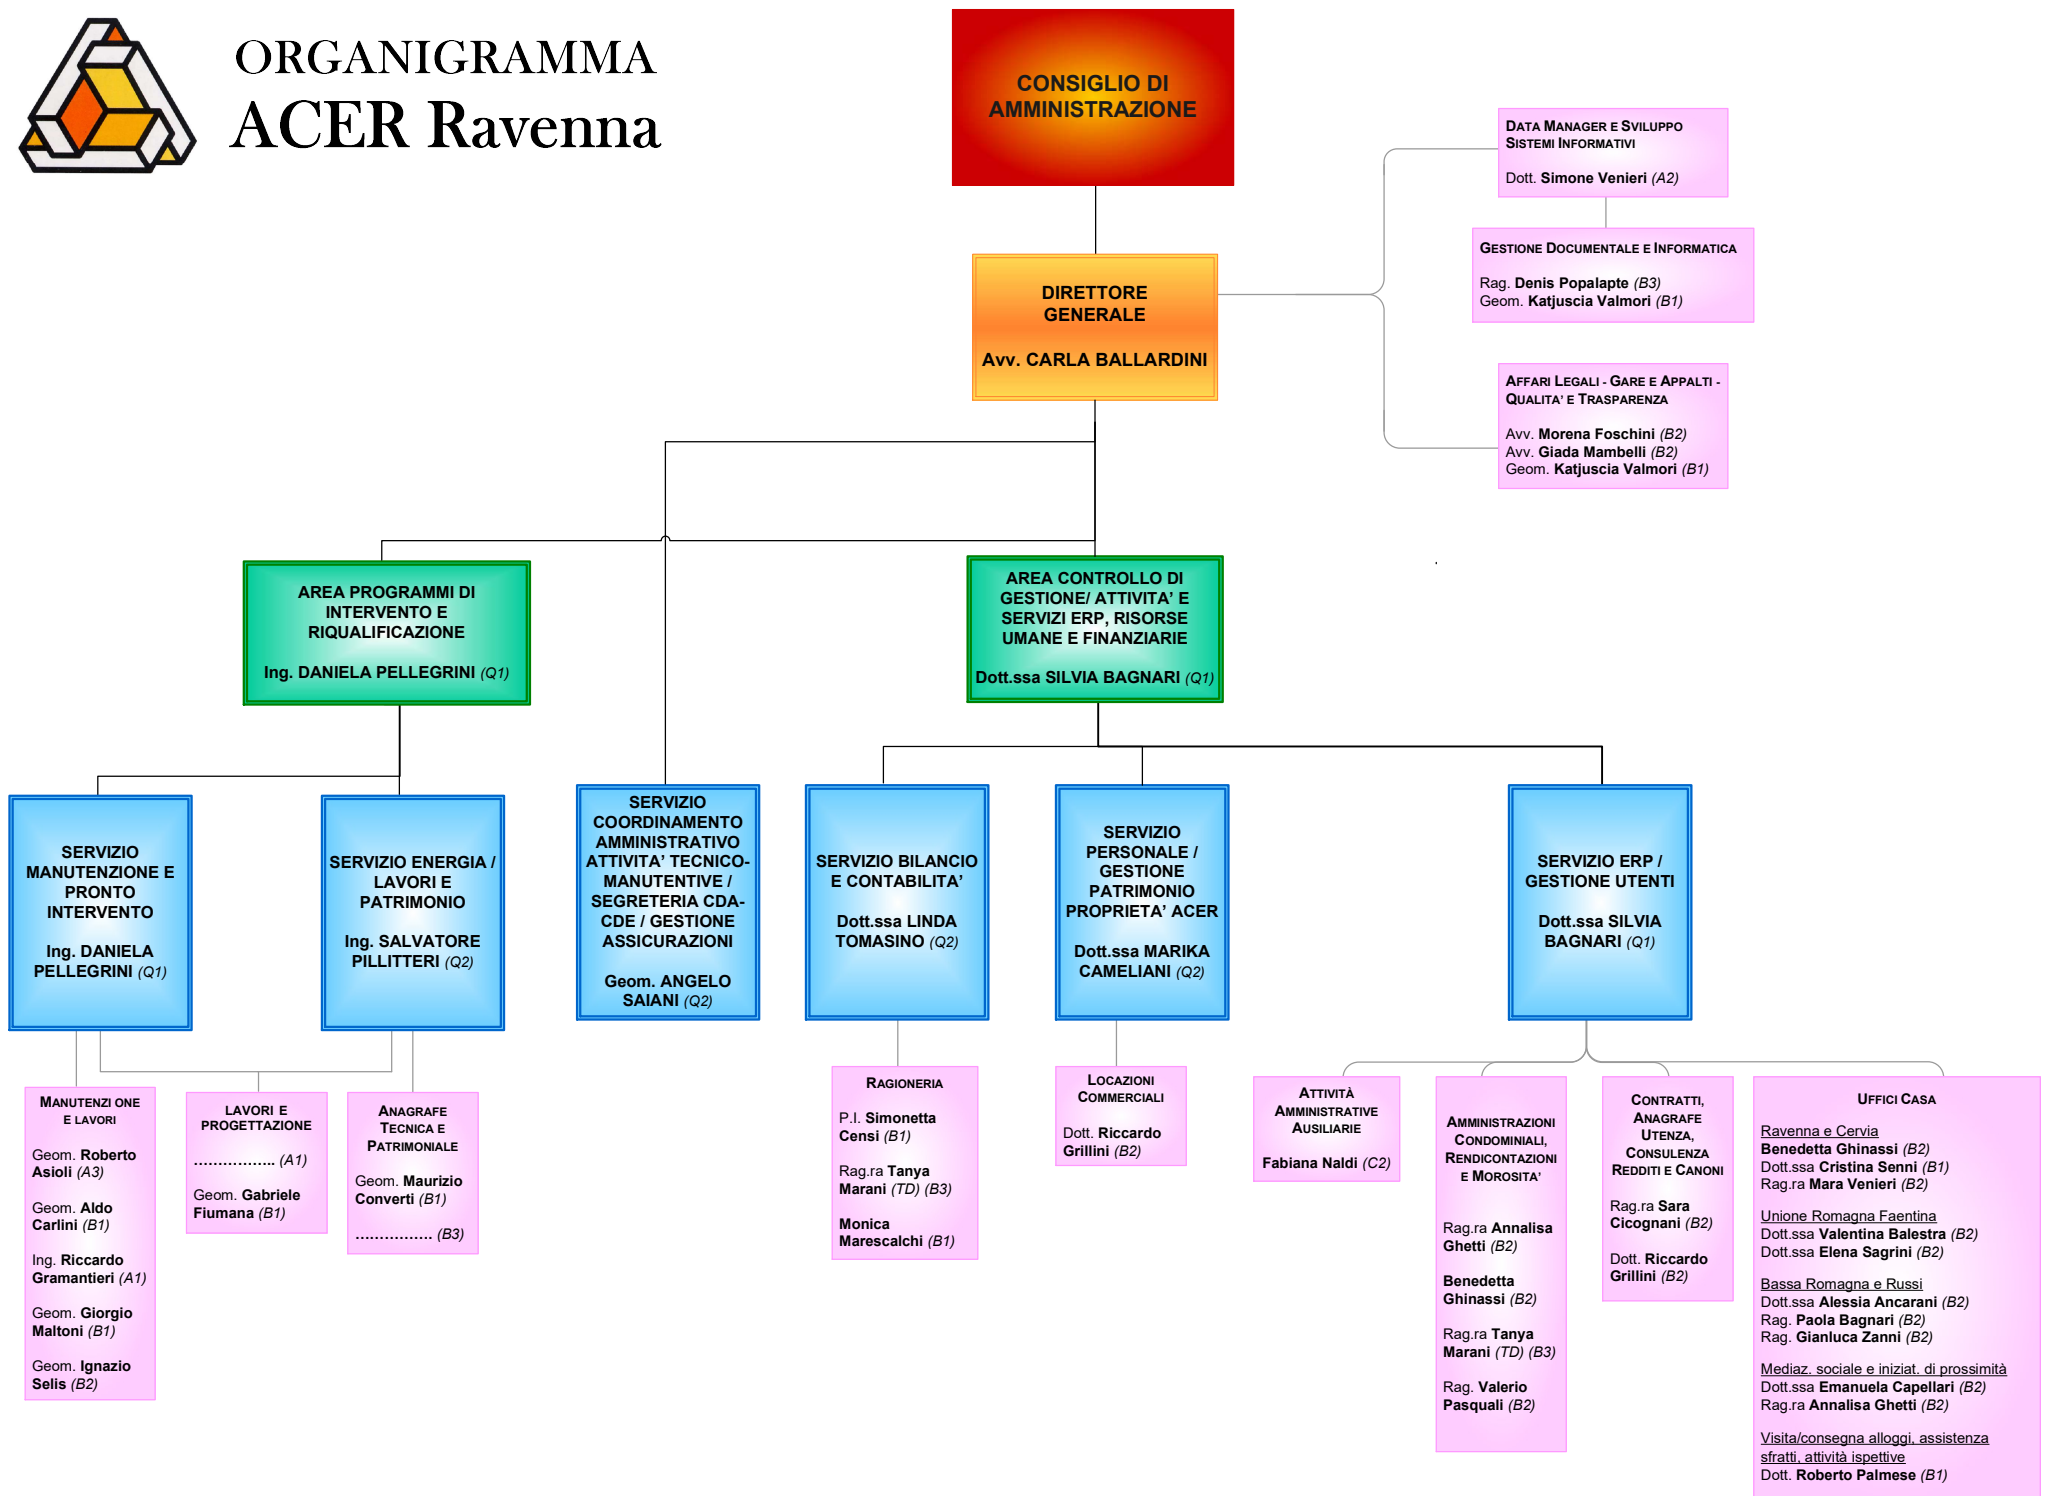 ORGANIGRAMMA
ACER Ravenna
CONSIGLIO DI
AMMINISTRAZIONE
DATA MANAGER E SVILUPPO
SISTEMI INFORMATIVI
Dott. Simone Venieri (A2)
GESTIONE DOCUMENTALE E INFORMATICA
Rag. Denis Popalapte (B3)
Geom. Katjuscia Valmori (B1)
DIRETTORE
GENERALE
Avv. CARLA BALLARDINI
AFFARI LEGALI - GARE E APPALTI -
QUALITA' E TRASPARENZA
Avv. Morena Foschini (B2)
Avv. Giada Mambelli (B2)
Geom. Katjuscia Valmori (B1)
AREA PROGRAMMI DI
INTERVENTO E
RIQUALIFICAZIONE
Ing. DANIELA PELLEGRINI (Q1)
AREA CONTROLLO DI
GESTIONE/ ATTIVITA' E
SERVIZI ERP, RISORSE
UMANE E FINANZIARIE
Dott.ssa SILVIA BAGNARI (Q1)
SERVIZIO
MANUTENZIONE E
PRONTO
INTERVENTO
Ing. DANIELA
PELLEGRINI (Q1)
SERVIZIO ENERGIA /
LAVORI E
PATRIMONIO
Ing. SALVATORE
PILLITTERI (Q2)
SERVIZIO
COORDINAMENTO
AMMINISTRATIVO
ATTIVITA' TECNICO-
MANUTENTIVE /
SEGRETERIA CDA-
CDE / GESTIONE
ASSICURAZIONI
Geom. ANGELO
SAIANI (Q2)
SERVIZIO BILANCIO
E CONTABILITA'
Dott.ssa LINDA
TOMASINO (Q2)
SERVIZIO
PERSONALE /
GESTIONE
PATRIMONIO
PROPRIETA' ACER
Dott.ssa MARIKA
CAMELIANI (Q2)
SERVIZIO ERP /
GESTIONE UTENTI
Dott.ssa SILVIA
BAGNARI (Q1)
MANUTENZI ONE
E LAVORI
Geom. Roberto
Asioli (A3)
Geom. Aldo
Carlini (B1)
Ing. Riccardo
Gramantieri (A1)
Geom. Giorgio
Maltoni (B1)
Geom. Ignazio
Selis (B2)
LAVORI E
PROGETTAZIONE
…………….. (A1)
Geom. Gabriele
Fiumana (B1)
ANAGRAFE
TECNICA E
PATRIMONIALE
Geom. Maurizio
Converti (B1)
……………. (B3)
RAGIONERIA
P.I. Simonetta
Censi (B1)
Rag.ra Tanya
Marani (TD) (B3)
Monica
Marescalchi (B1)
LOCAZIONI
COMMERCIALI
Dott. Riccardo
Grillini (B2)
ATTIVITÀ
AMMINISTRATIVE
AUSILIARIE
Fabiana Naldi (C2)
AMMINISTRAZIONI
CONDOMINIALI,
RENDICONTAZIONI
E MOROSITA'
Rag.ra Annalisa
Ghetti (B2)
Benedetta
Ghinassi (B2)
Rag.ra Tanya
Marani (TD) (B3)
Rag. Valerio
Pasquali (B2)
CONTRATTI,
ANAGRAFE
UTENZA,
CONSULENZA
REDDITI E CANONI
Rag.ra Sara
Cicognani (B2)
Dott. Riccardo
Grillini (B2)
UFFICI CASA
Ravenna e Cervia
Benedetta Ghinassi (B2)
Dott.ssa Cristina Senni (B1)
Rag.ra Mara Venieri (B2)
Unione Romagna Faentina
Dott.ssa Valentina Balestra (B2)
Dott.ssa Elena Sagrini (B2)
Bassa Romagna e Russi
Dott.ssa Alessia Ancarani (B2)
Rag. Paola Bagnari (B2)
Rag. Gianluca Zanni (B2)
Mediaz. sociale e iniziat. di prossimità
Dott.ssa Emanuela Capellari (B2)
Rag.ra Annalisa Ghetti (B2)
Visita/consegna alloggi, assistenza
sfratti, attività ispettive
Dott. Roberto Palmese (B1)